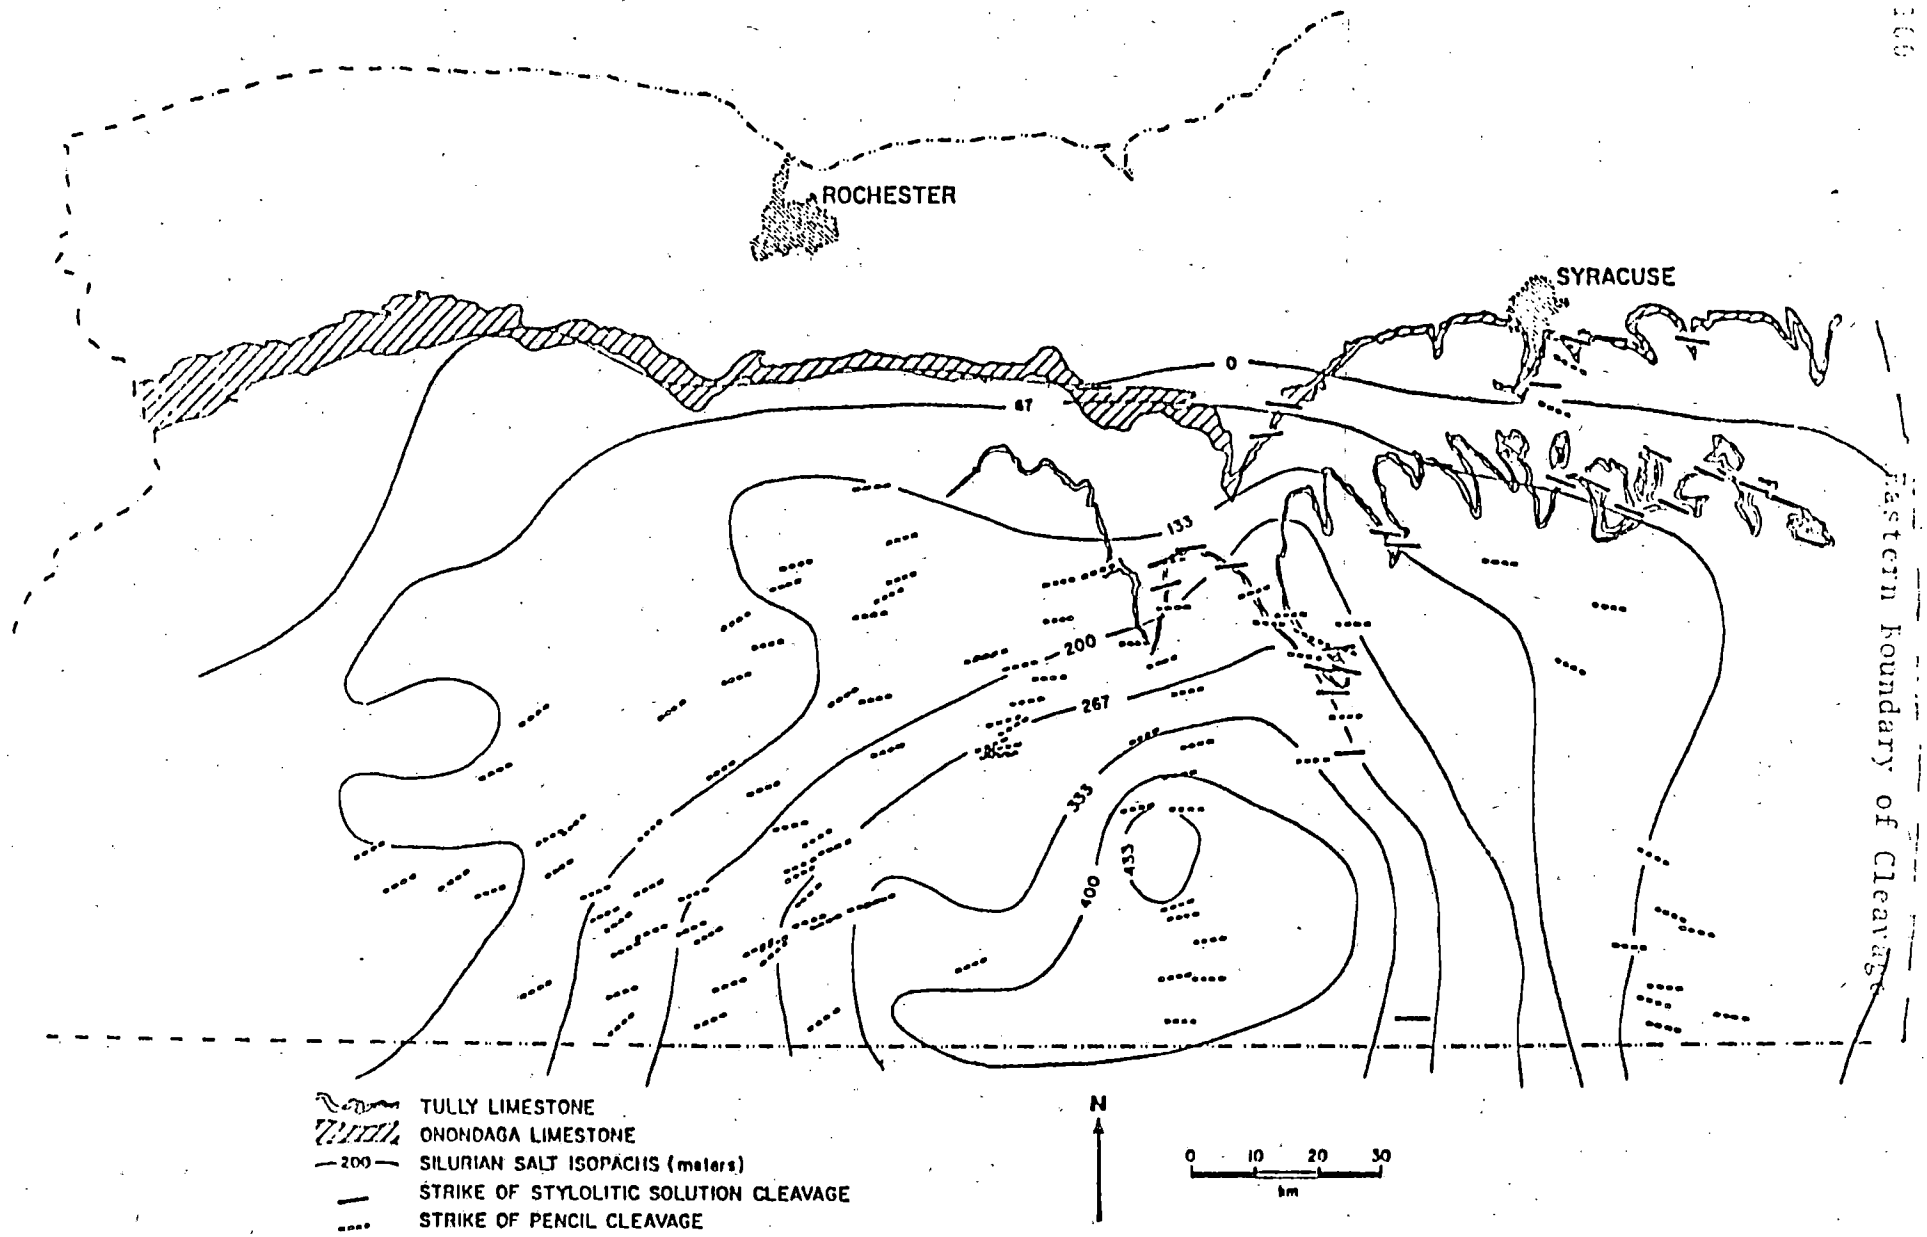 ROCHESTER
SYRACUSE
0
67
133
200
267
333
400
433
Eastern Boundary of Cleavage
TULLY LIMESTONE
ONONDAGA LIMESTONE
200 SILURIAN SALT ISOPACHS (meters)
STRIKE OF STYLOLITIC SOLUTION CLEAVAGE
STRIKE OF PENCIL CLEAVAGE
N
0 10 20 30
km